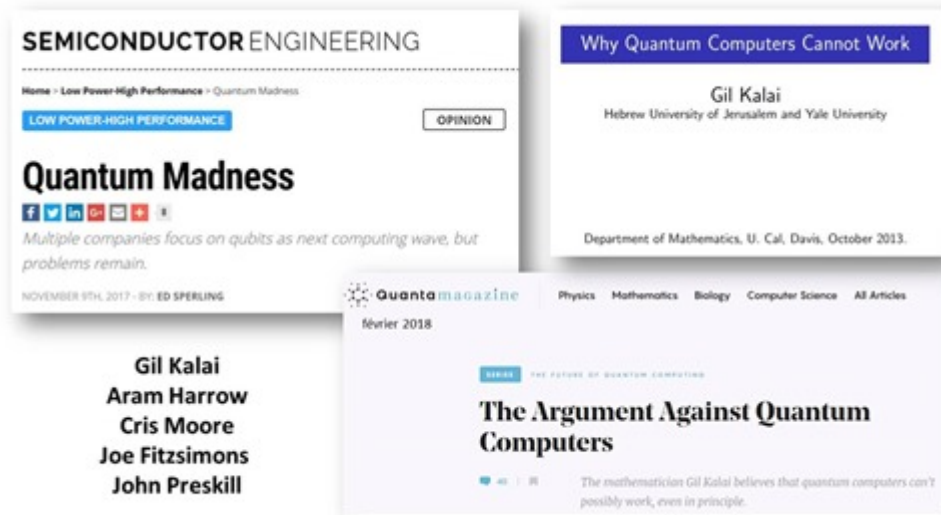 SEMICONDUCTOR ENGINEERING
Home > Low Power-High Performance > Quantum Madness
LOW POWER-HIGH PERFORMANCE
OPINION
Quantum Madness
Multiple companies focus on qubits as next computing wave, but
problems remain.
NOVEMBER 9TH, 2017 - BY: ED SPERLING
Why Quantum Computers Cannot Work
Gil Kalai
Hebrew University of Jerusalem and Yale University
Department of Mathematics, U. Cal, Davis, October 2013.
Quantamagazine
Physics Mathematics Biology Computer Science All Articles
février 2018
SERIES THE FUTURE OF QUANTUM COMPUTING
The Argument Against Quantum
Computers
The mathematician Gil Kalai believes that quantum computers can't
possibly work, even in principle.
Gil Kalai
Aram Harrow
Cris Moore
Joe Fitzsimons
John Preskill